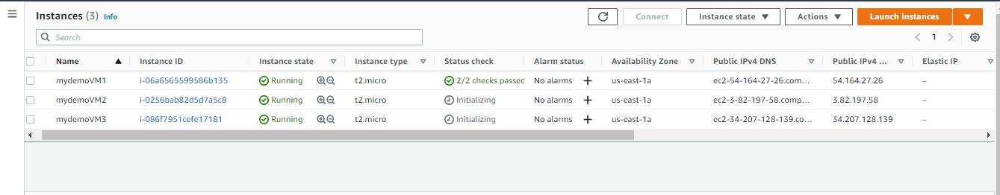 Instances (3) Info Connect Instance state Actions Launch Instances
Search 1
Name Instance ID Instance state Instance type Status check Alarm status Availability Zone Public IPv4 DNS Public IPv4 ... Elastic IP
mydemoVM1 i-06a6565599586b135 Running t2.micro 2/2 checks passed No alarms + us-east-1a ec2-54-164-27-26.com... 54.164.27.26 –
mydemoVM2 i-0256bab82d5d7a5c8 Running t2.micro Initializing No alarms + us-east-1a ec2-3-82-197-58.comp... 3.82.197.58 –
mydemoVM3 i-086f7951cefe17181 Running t2.micro Initializing No alarms + us-east-1a ec2-34-207-128-139.co... 34.207.128.139 –